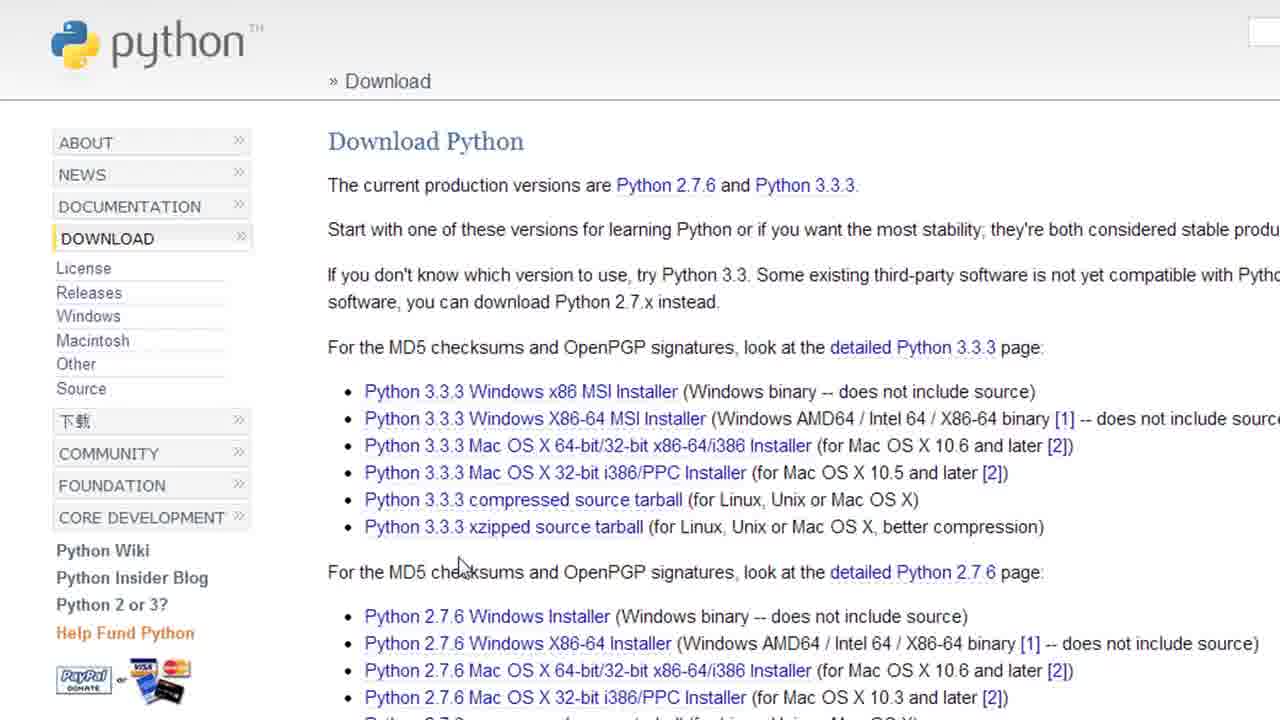 python™
» Download
ABOUT »
NEWS »
DOCUMENTATION »
DOWNLOAD »
License
Releases
Windows
Macintosh
Other
Source
下载 »
COMMUNITY »
FOUNDATION »
CORE DEVELOPMENT »
Python Wiki
Python Insider Blog
Python 2 or 3?
Help Fund Python
PayPal
DONATE
or
VISA
MasterCard
Download Python
The current production versions are Python 2.7.6 and Python 3.3.3.
Start with one of these versions for learning Python or if you want the most stability; they're both considered stable produ
If you don't know which version to use, try Python 3.3. Some existing third-party software is not yet compatible with Pytho
software, you can download Python 2.7.x instead.
For the MD5 checksums and OpenPGP signatures, look at the detailed Python 3.3.3 page:
• Python 3.3.3 Windows x86 MSI Installer (Windows binary -- does not include source)
• Python 3.3.3 Windows X86-64 MSI Installer (Windows AMD64 / Intel 64 / X86-64 binary [1] -- does not include source
• Python 3.3.3 Mac OS X 64-bit/32-bit x86-64/i386 Installer (for Mac OS X 10.6 and later [2])
• Python 3.3.3 Mac OS X 32-bit i386/PPC Installer (for Mac OS X 10.5 and later [2])
• Python 3.3.3 compressed source tarball (for Linux, Unix or Mac OS X)
• Python 3.3.3 xzipped source tarball (for Linux, Unix or Mac OS X, better compression)
For the MD5 checksums and OpenPGP signatures, look at the detailed Python 2.7.6 page:
• Python 2.7.6 Windows Installer (Windows binary -- does not include source)
• Python 2.7.6 Windows X86-64 Installer (Windows AMD64 / Intel 64 / X86-64 binary [1] -- does not include source)
• Python 2.7.6 Mac OS X 64-bit/32-bit x86-64/i386 Installer (for Mac OS X 10.6 and later [2])
• Python 2.7.6 Mac OS X 32-bit i386/PPC Installer (for Mac OS X 10.3 and later [2])